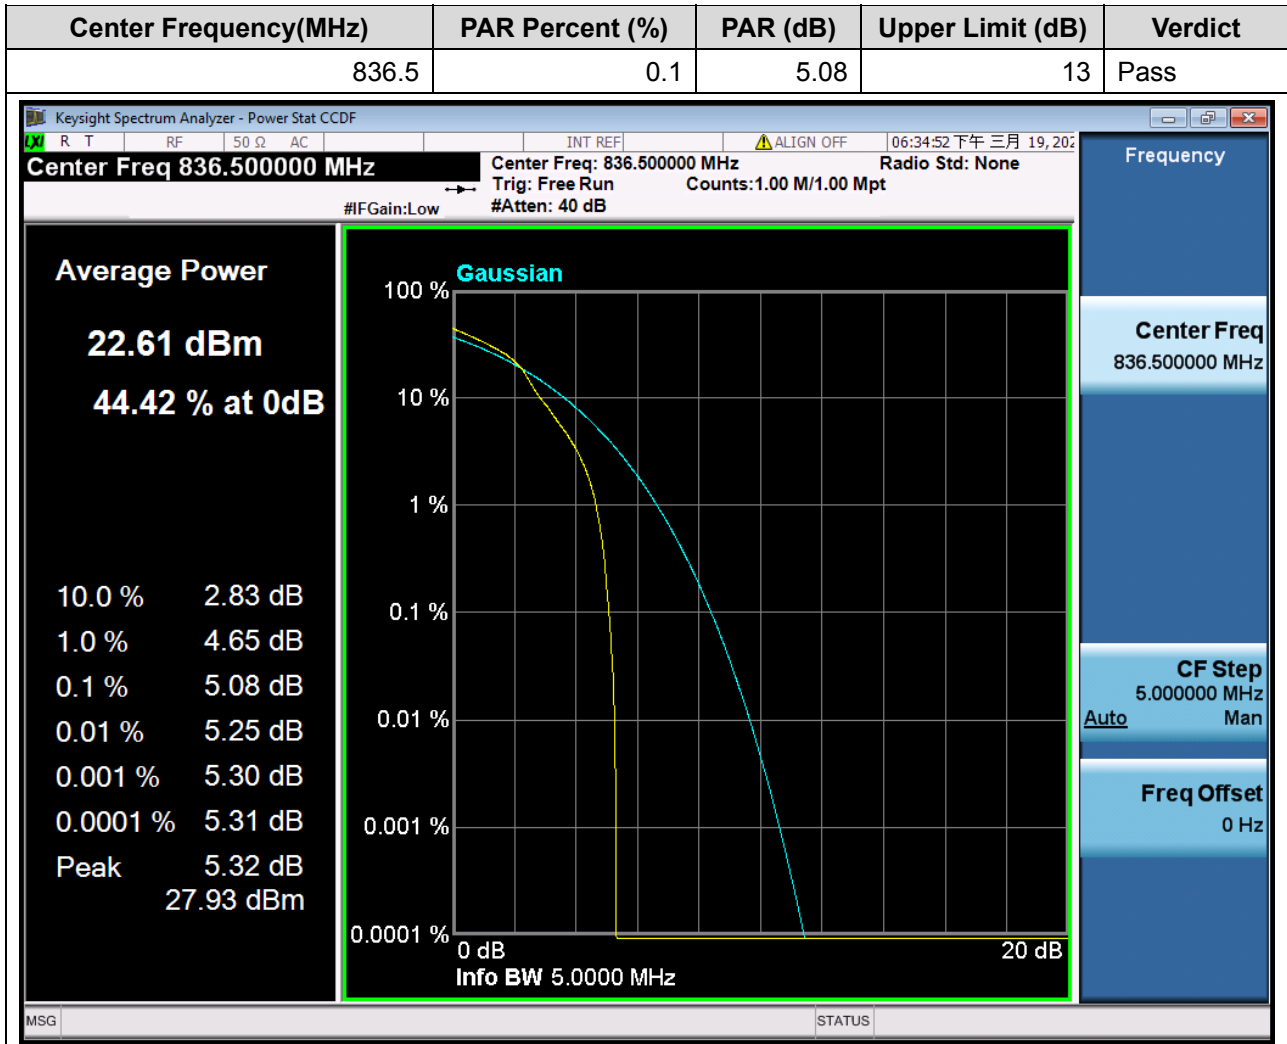 Center Frequency(MHz) PAR Percent (%) PAR (dB) Upper Limit (dB) Verdict
836.5 0.1 5.08 13 Pass
Keysight Spectrum Analyzer - Power Stat CCDF
LXI R T RF 50 Ω AC INT REF ALIGN OFF 06:34:52 下午 三月 19, 202
Center Freq 836.500000 MHz
Center Freq: 836.500000 MHz Radio Std: None
Trig: Free Run Counts:1.00 M/1.00 Mpt
#IFGain:Low #Atten: 40 dB
Average Power
22.61 dBm
44.42 % at 0dB
10.0 % 2.83 dB
1.0 % 4.65 dB
0.1 % 5.08 dB
0.01 % 5.25 dB
0.001 % 5.30 dB
0.0001 % 5.31 dB
Peak 5.32 dB
27.93 dBm
Gaussian
100 %
10 %
1 %
0.1 %
0.01 %
0.001 %
0.0001 %
0 dB 20 dB
Info BW 5.0000 MHz
Frequency
Center Freq
836.500000 MHz
CF Step
5.000000 MHz
Auto Man
Freq Offset
0 Hz
MSG STATUS